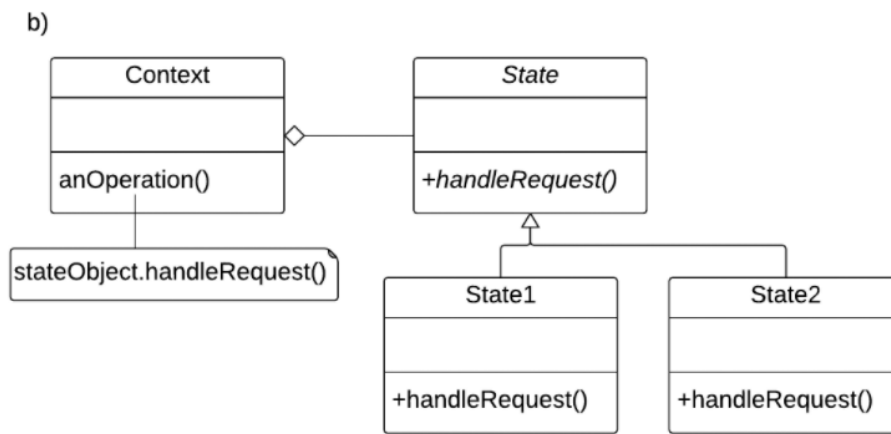 b)
Context
State
anOperation()
+handleRequest()
stateObject.handleRequest()
State1
State2
+handleRequest()
+handleRequest()